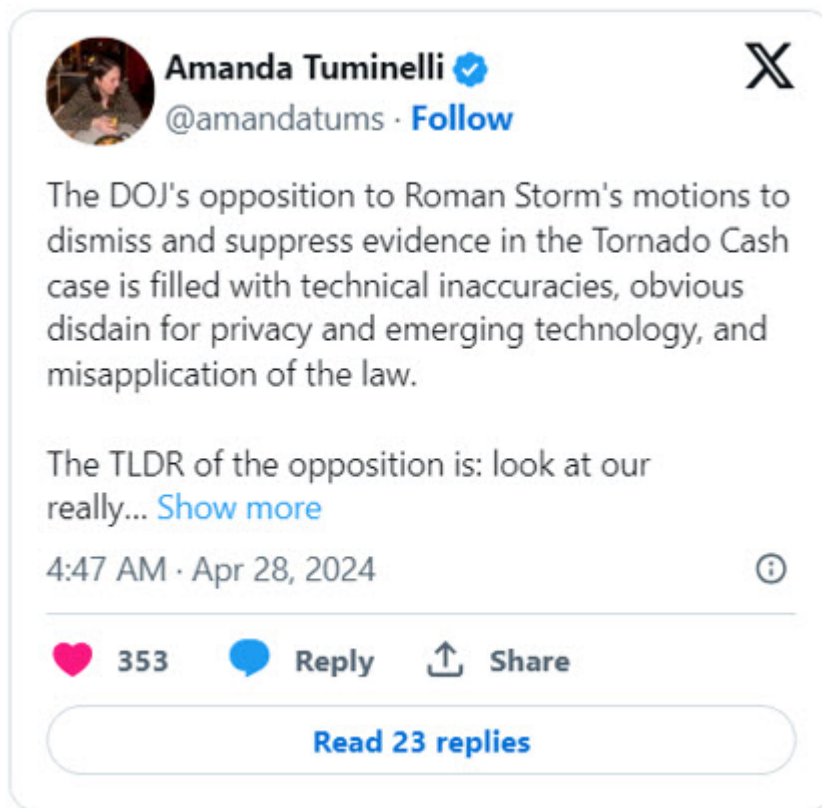 Amanda Tuminelli
@amandatums · Follow
The DOJ's opposition to Roman Storm's motions to
dismiss and suppress evidence in the Tornado Cash
case is filled with technical inaccuracies, obvious
disdain for privacy and emerging technology, and
misapplication of the law.
The TLDR of the opposition is: look at our
really... Show more
4:47 AM · Apr 28, 2024
353 Reply Share
Read 23 replies